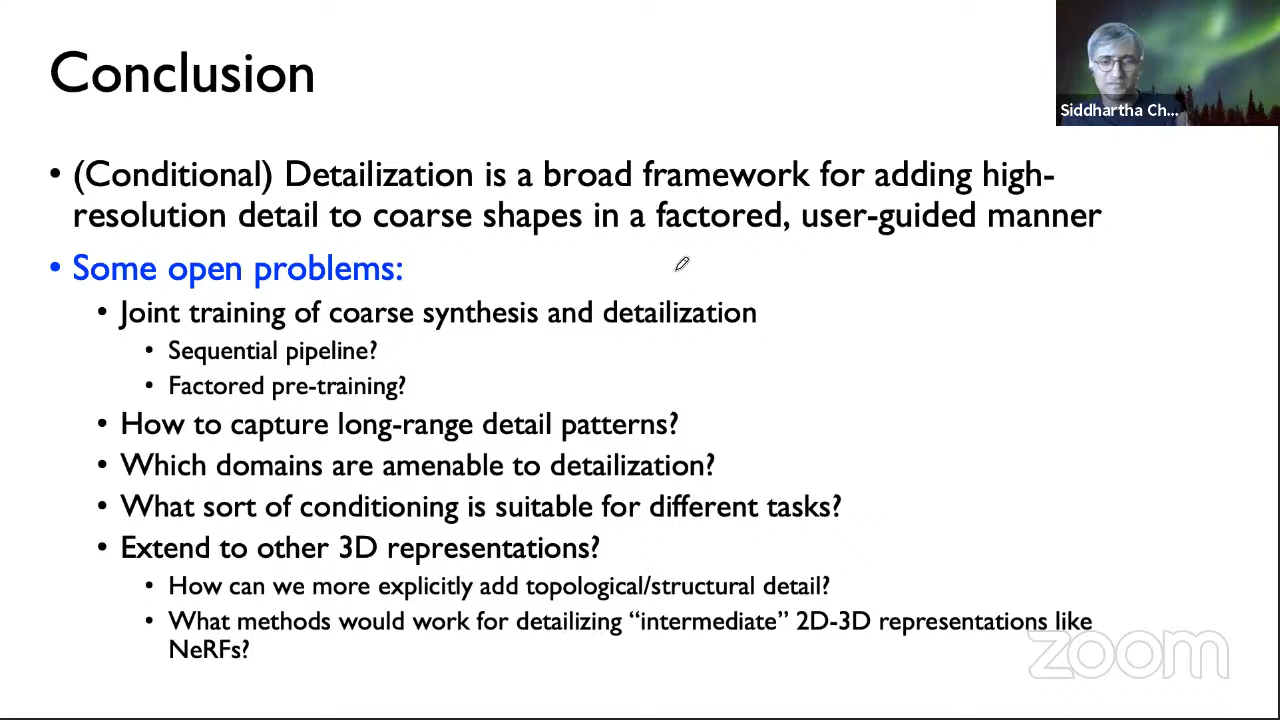 Conclusion
Siddhartha Ch...
• (Conditional) Detailization is a broad framework for adding high-
resolution detail to coarse shapes in a factored, user-guided manner
• Some open problems:
• Joint training of coarse synthesis and detailization
• Sequential pipeline?
• Factored pre-training?
• How to capture long-range detail patterns?
• Which domains are amenable to detailization?
• What sort of conditioning is suitable for different tasks?
• Extend to other 3D representations?
• How can we more explicitly add topological/structural detail?
• What methods would work for detailizing “intermediate” 2D-3D representations like
NeRFs?
zoom